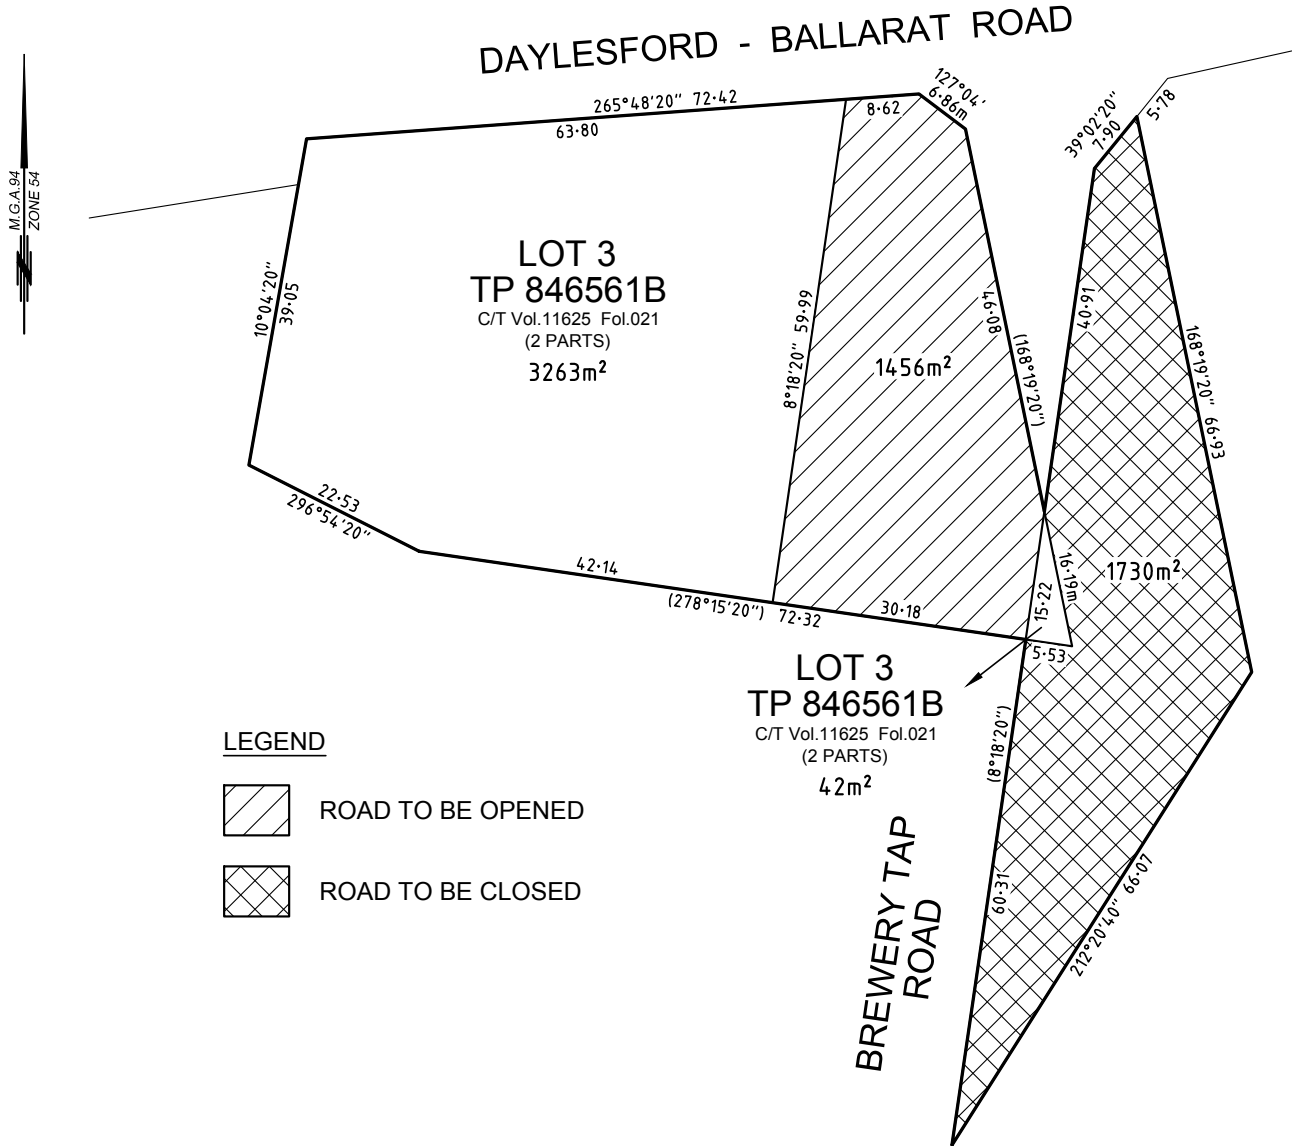 DAYLESFORD - BALLARAT ROAD
M.G.A.94
ZONE 54
265°48'20" 72·42
63·80
8·62
127°04'
6·86m
39°02'20"
7·90
5·78
10°04'20"
39·05
LOT 3
TP 846561B
C/T Vol.11625 Fol.021
(2 PARTS)
3263m²
8°18'20" 59·99
1456m²
46·08
(168°19'20")
40·91
168°19'20" 66·93
22·53
296°54'20"
42·14
(278°15'20") 72·32
30·18
15·22
16·19m
1730m²
5·53
LOT 3
TP 846561B
C/T Vol.11625 Fol.021
(2 PARTS)
42m²
(8°18'20")
60·31
212°20'40" 66·07
BREWERY TAP
ROAD
LEGEND
ROAD TO BE OPENED
ROAD TO BE CLOSED